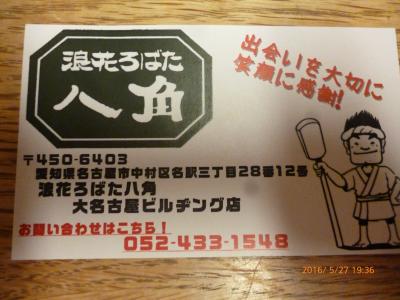 浪花ろばた
八角
出会いを大切に
笑顔に感謝!
〒450-6403
愛知県名古屋市中村区名駅三丁目28番12号
浪花ろばた八角
大名古屋ビルヂング店
お問い合わせはこちら!
052-433-1548
2016/ 5/27 19:36